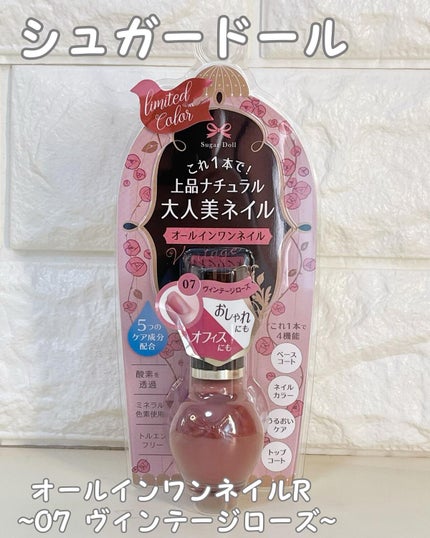 シュガードール
limited
Color
Sugar Doll
これ1本で!
上品ナチュラル
大人美ネイル
オールインワンネイル
07 ヴィンテージローズ
おしゃれ
にも
オフィス
にも
5つの
ケア成分
配合
酸素を
透過
ミネラル
色素使用
トルエン
フリー
これ1本で
4機能
ベース
コート
ネイル
カラー
うるおい
ケア
トップ
コート
オールインワンネイルR
~07 ヴィンテージローズ~